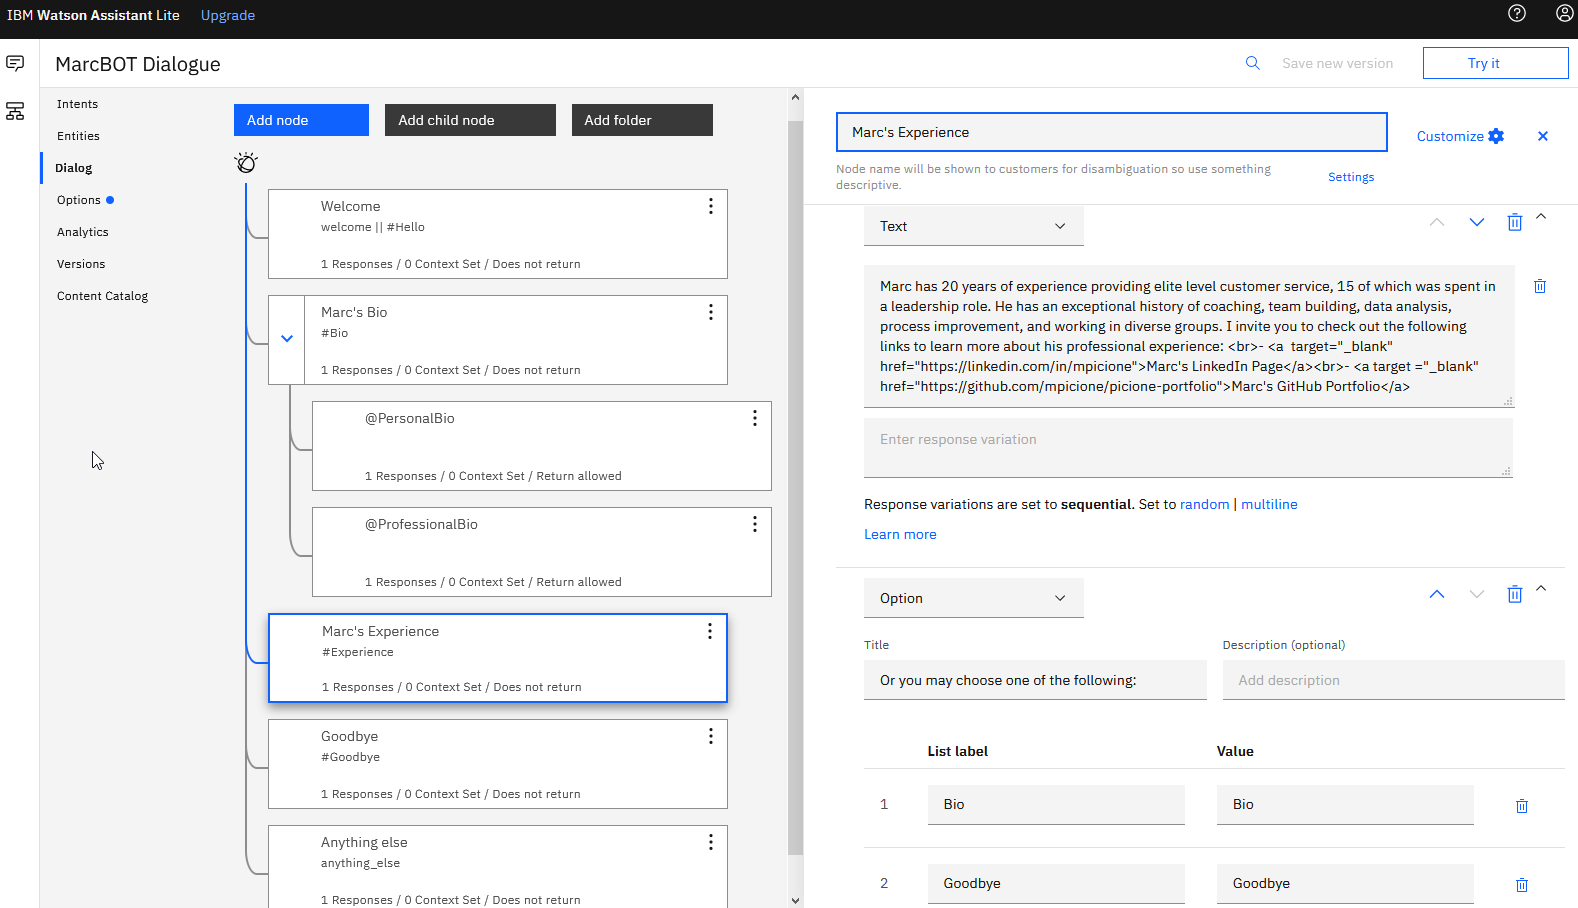 IBM Watson Assistant Lite Upgrade
MarcBOT Dialogue
Save new version
Try it
Intents
Entities
Dialog
Options
Analytics
Versions
Content Catalog
Add node
Add child node
Add folder
Welcome
welcome || #Hello
1 Responses / 0 Context Set / Does not return
Marc's Bio
#Bio
1 Responses / 0 Context Set / Does not return
@PersonalBio
1 Responses / 0 Context Set / Return allowed
@ProfessionalBio
1 Responses / 0 Context Set / Return allowed
Marc's Experience
#Experience
1 Responses / 0 Context Set / Does not return
Goodbye
#Goodbye
1 Responses / 0 Context Set / Does not return
Anything else
anything_else
1 Responses / 0 Context Set / Does not return
Marc's Experience
Customize
Node name will be shown to customers for disambiguation so use something
descriptive.
Settings
Text
Marc has 20 years of experience providing elite level customer service, 15 of which was spent in
a leadership role. He has an exceptional history of coaching, team building, data analysis,
process improvement, and working in diverse groups. I invite you to check out the following
links to learn more about his professional experience: <br>- <a  target="_blank"
href="https://linkedin.com/in/mpicione">Marc's LinkedIn Page</a><br>- <a target ="_blank"
href="https://github.com/mpicione/picione-portfolio">Marc's GitHub Portfolio</a>
Enter response variation
Response variations are set to sequential. Set to random | multiline
Learn more
Option
Title
Description (optional)
Or you may choose one of the following:
Add description
List label
Value
1 Bio Bio
2 Goodbye Goodbye